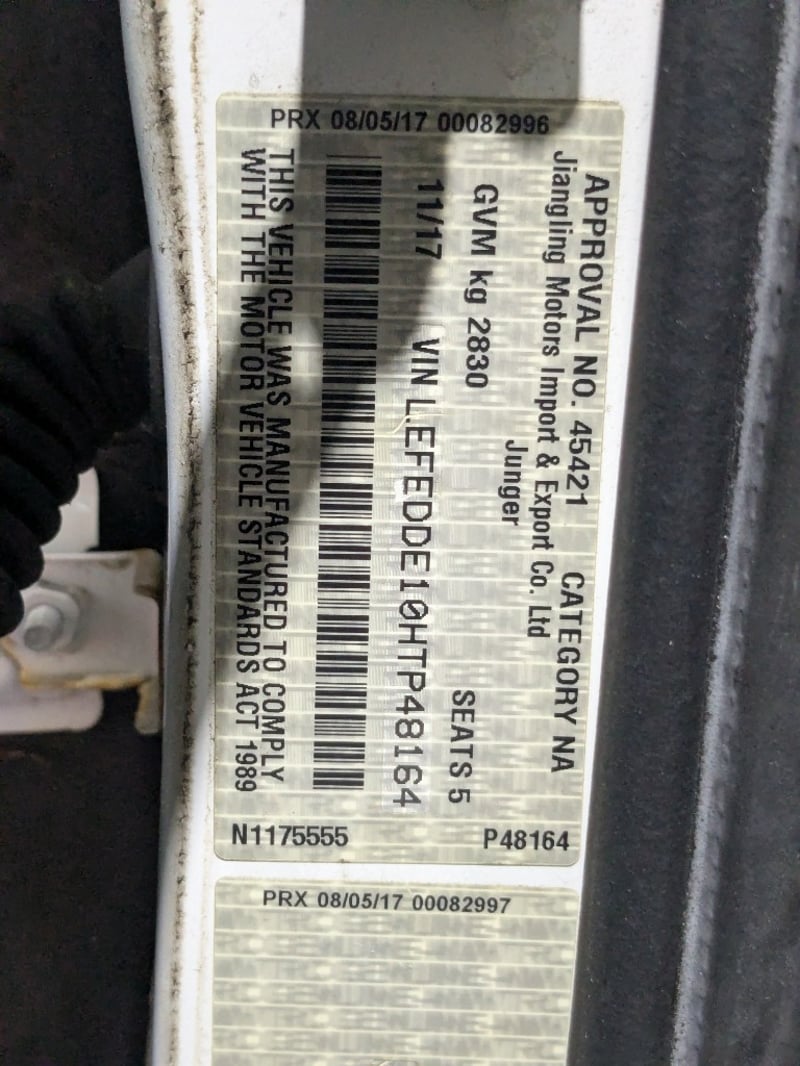 PRX 08/05/17 00082996
APPROVAL NO. 45421 CATEGORY NA
Jiangling Motors Import & Export Co. Ltd
Junger
GVM kg 2830 SEATS 5
11/17 VIN LEFEDDE10HTP48164
THIS VEHICLE WAS MANUFACTURED TO COMPLY
WITH THE MOTOR VEHICLE STANDARDS ACT 1989
N1175555 P48164
PRX 08/05/17 00082997